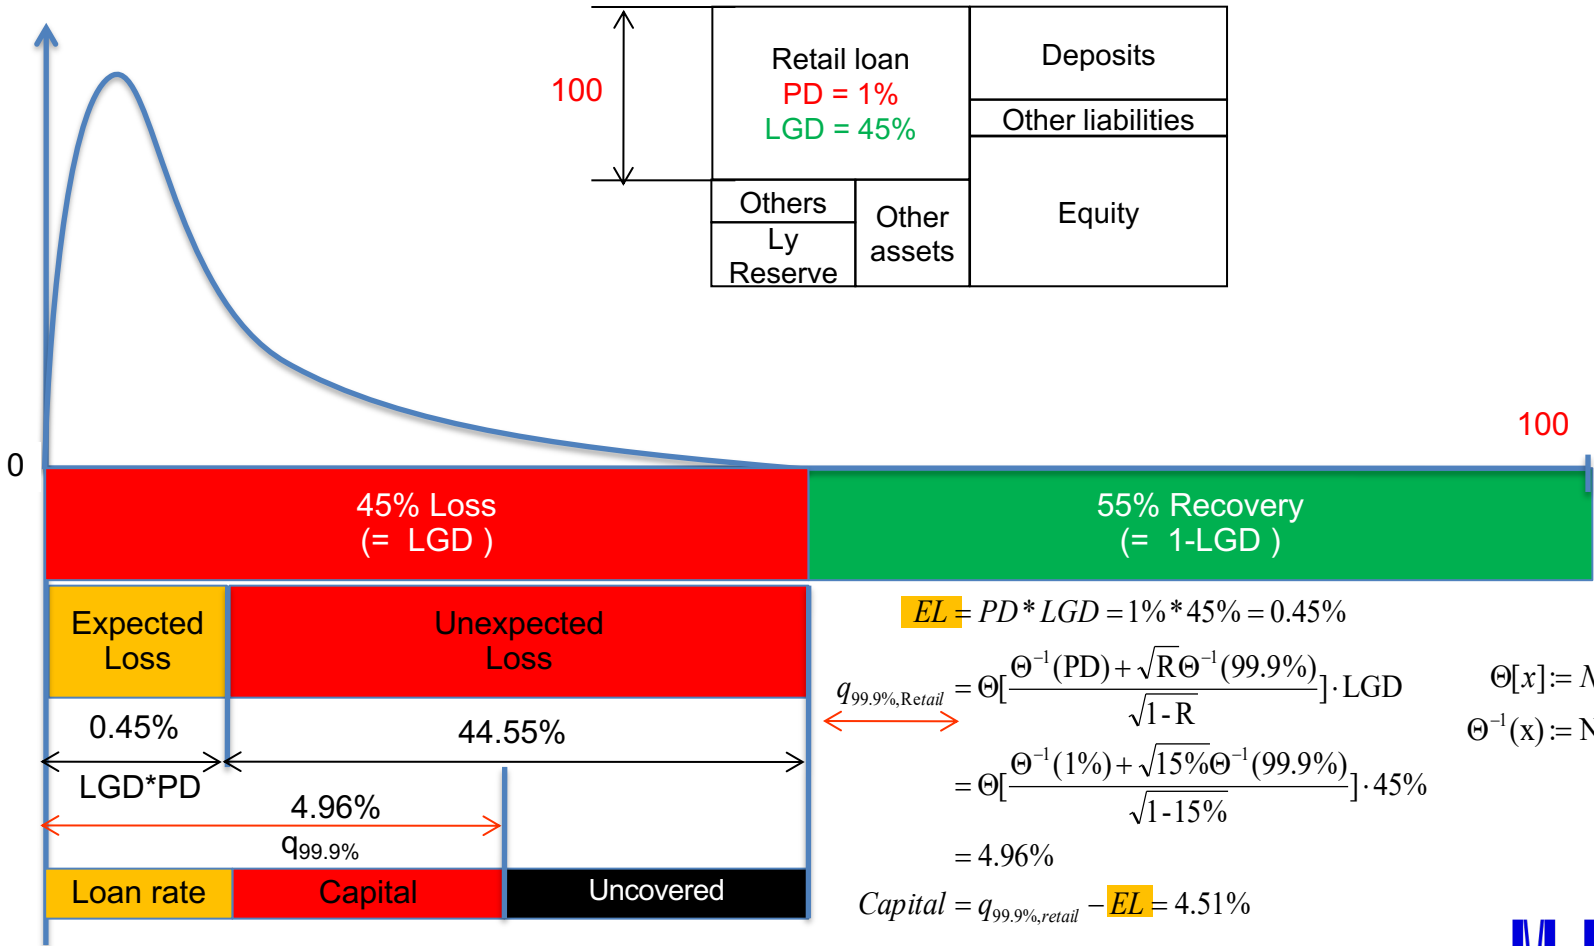 100
Retail loan
PD = 1%
LGD = 45%
Deposits
Other liabilities
Others
Ly
Reserve
Other
assets
Equity
0
100
45% Loss
(= LGD )
55% Recovery
(= 1-LGD )
Expected
Loss
Unexpected
Loss
0.45%
44.55%
LGD*PD
4.96%
q99.9%
Loan rate
Capital
Uncovered
EL = PD * LGD = 1% * 45% = 0.45%
q99.9%,Retail = Θ[(Θ⁻¹(PD) + √R Θ⁻¹(99.9%)) / √1-R] · LGD
= Θ[(Θ⁻¹(1%) + √15% Θ⁻¹(99.9%)) / √1-15%] · 45%
= 4.96%
Capital = q99.9%,retail − EL = 4.51%
Θ[x]:= N
Θ⁻¹(x):= N